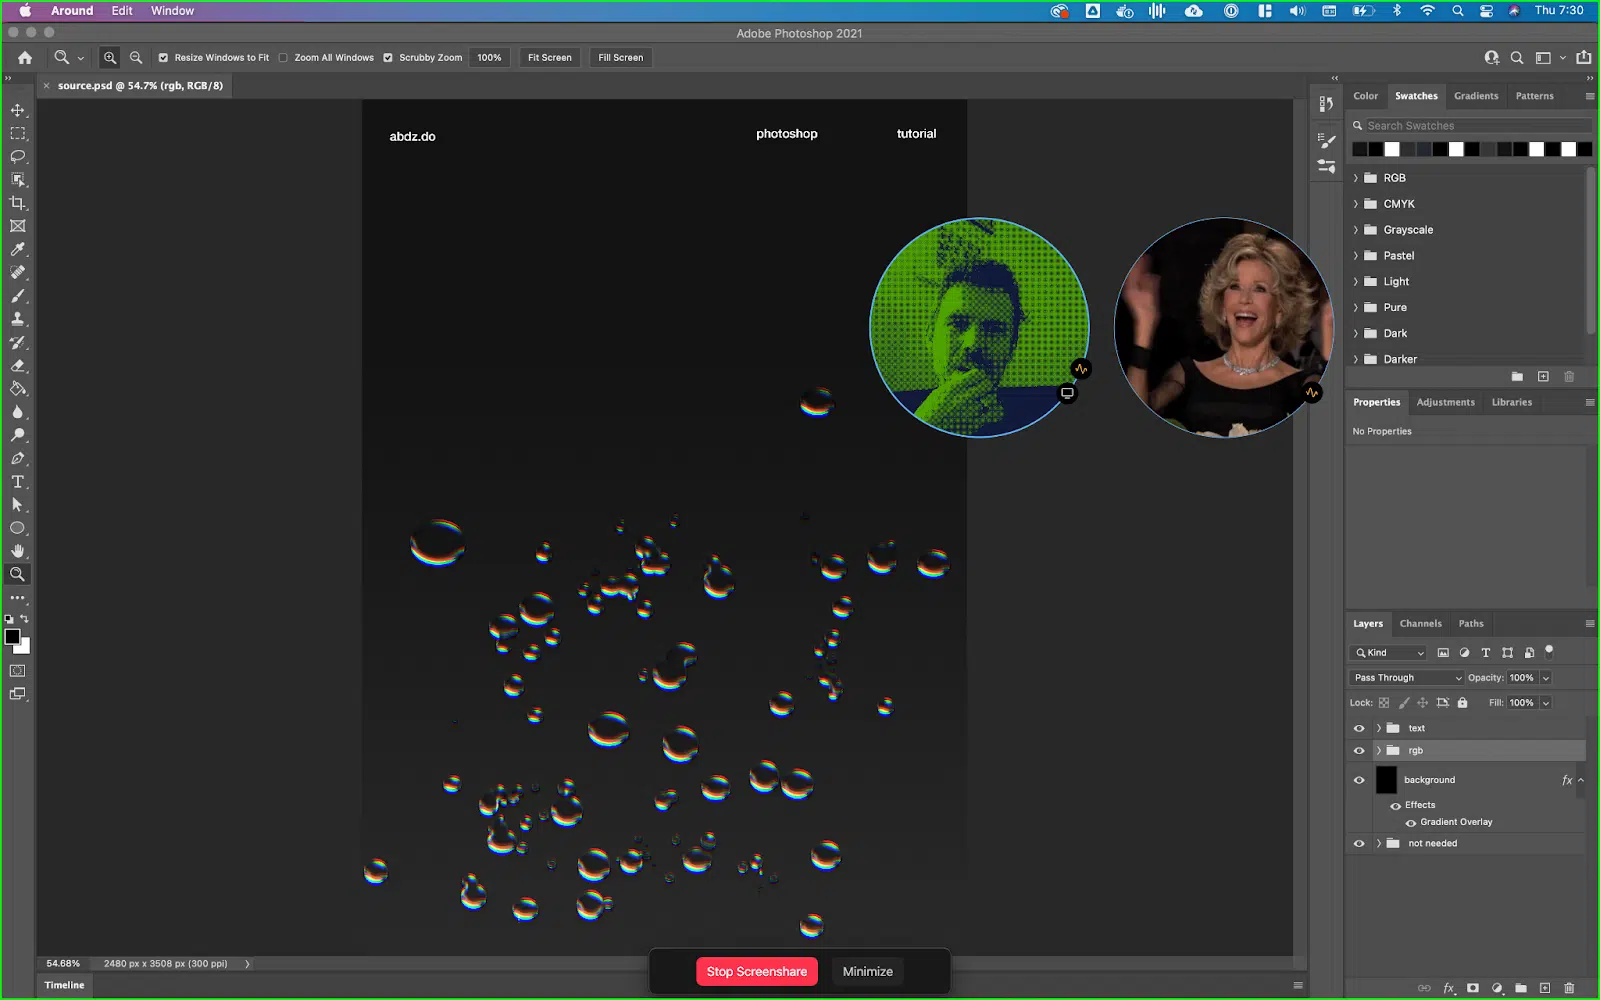 Around Edit Window Thu 7:30
Adobe Photoshop 2021
Resize Windows to Fit Zoom All Windows Scrubby Zoom 100% Fit Screen Fill Screen
source.psd @ 54.7% (rgb, RGB/8)
abdz.do photoshop tutorial
Color Swatches Gradients Patterns
Search Swatches
RGB
CMYK
Grayscale
Pastel
Light
Pure
Dark
Darker
Properties Adjustments Libraries
No Properties
Layers Channels Paths
Kind
Pass Through Opacity: 100%
Lock: Fill: 100%
text
rgb
background fx
Effects
Gradient Overlay
not needed
54.68% 2480 px x 3508 px (300 ppi)
Stop Screenshare Minimize
Timeline
fx